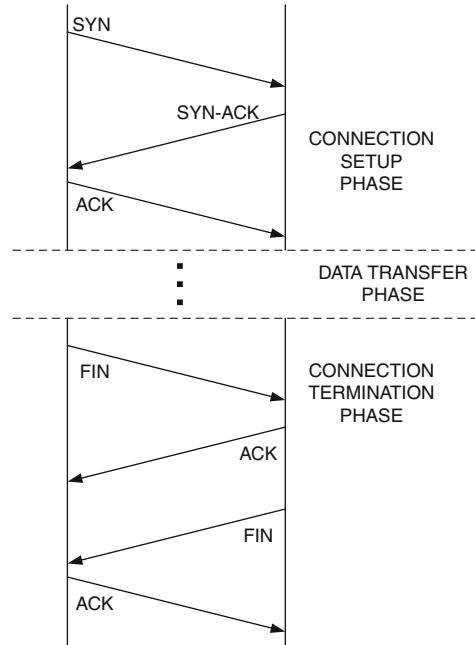 SYN
SYN-ACK
CONNECTION
SETUP
PHASE
ACK
DATA TRANSFER
PHASE
FIN
CONNECTION
TERMINATION
PHASE
ACK
FIN
ACK